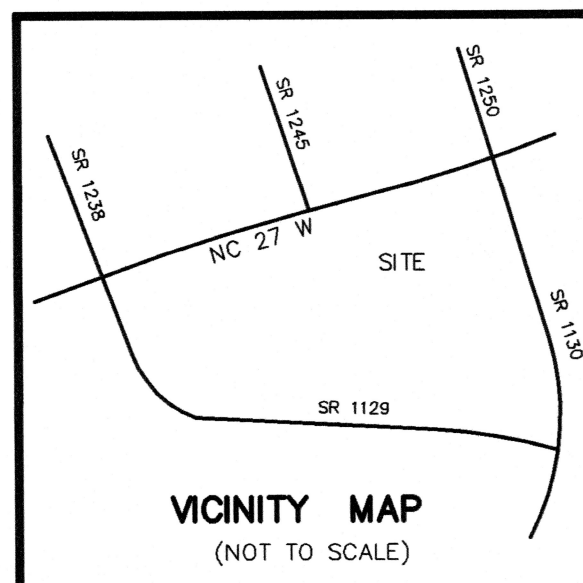 SR 1250
SR 1245
SR 1238
NC 27 W
SITE
SR 1130
SR 1129
VICINITY MAP
(NOT TO SCALE)